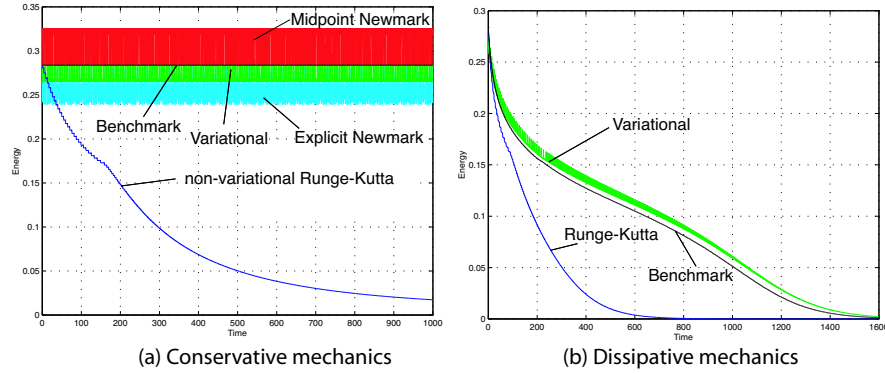 0.35
0.3
0.25
0.2
0.15
0.1
0.05
0
Energy
Midpoint Newmark
Benchmark
Variational
Explicit Newmark
non-variational Runge-Kutta
0 100 200 300 400 500 600 700 800 900 1000
Time
(a) Conservative mechanics
0.3
0.25
0.2
0.15
0.1
0.05
0
Energy
Variational
Runge-Kutta
Benchmark
0 200 400 600 800 1000 1200 1400 1600
Time
(b) Dissipative mechanics